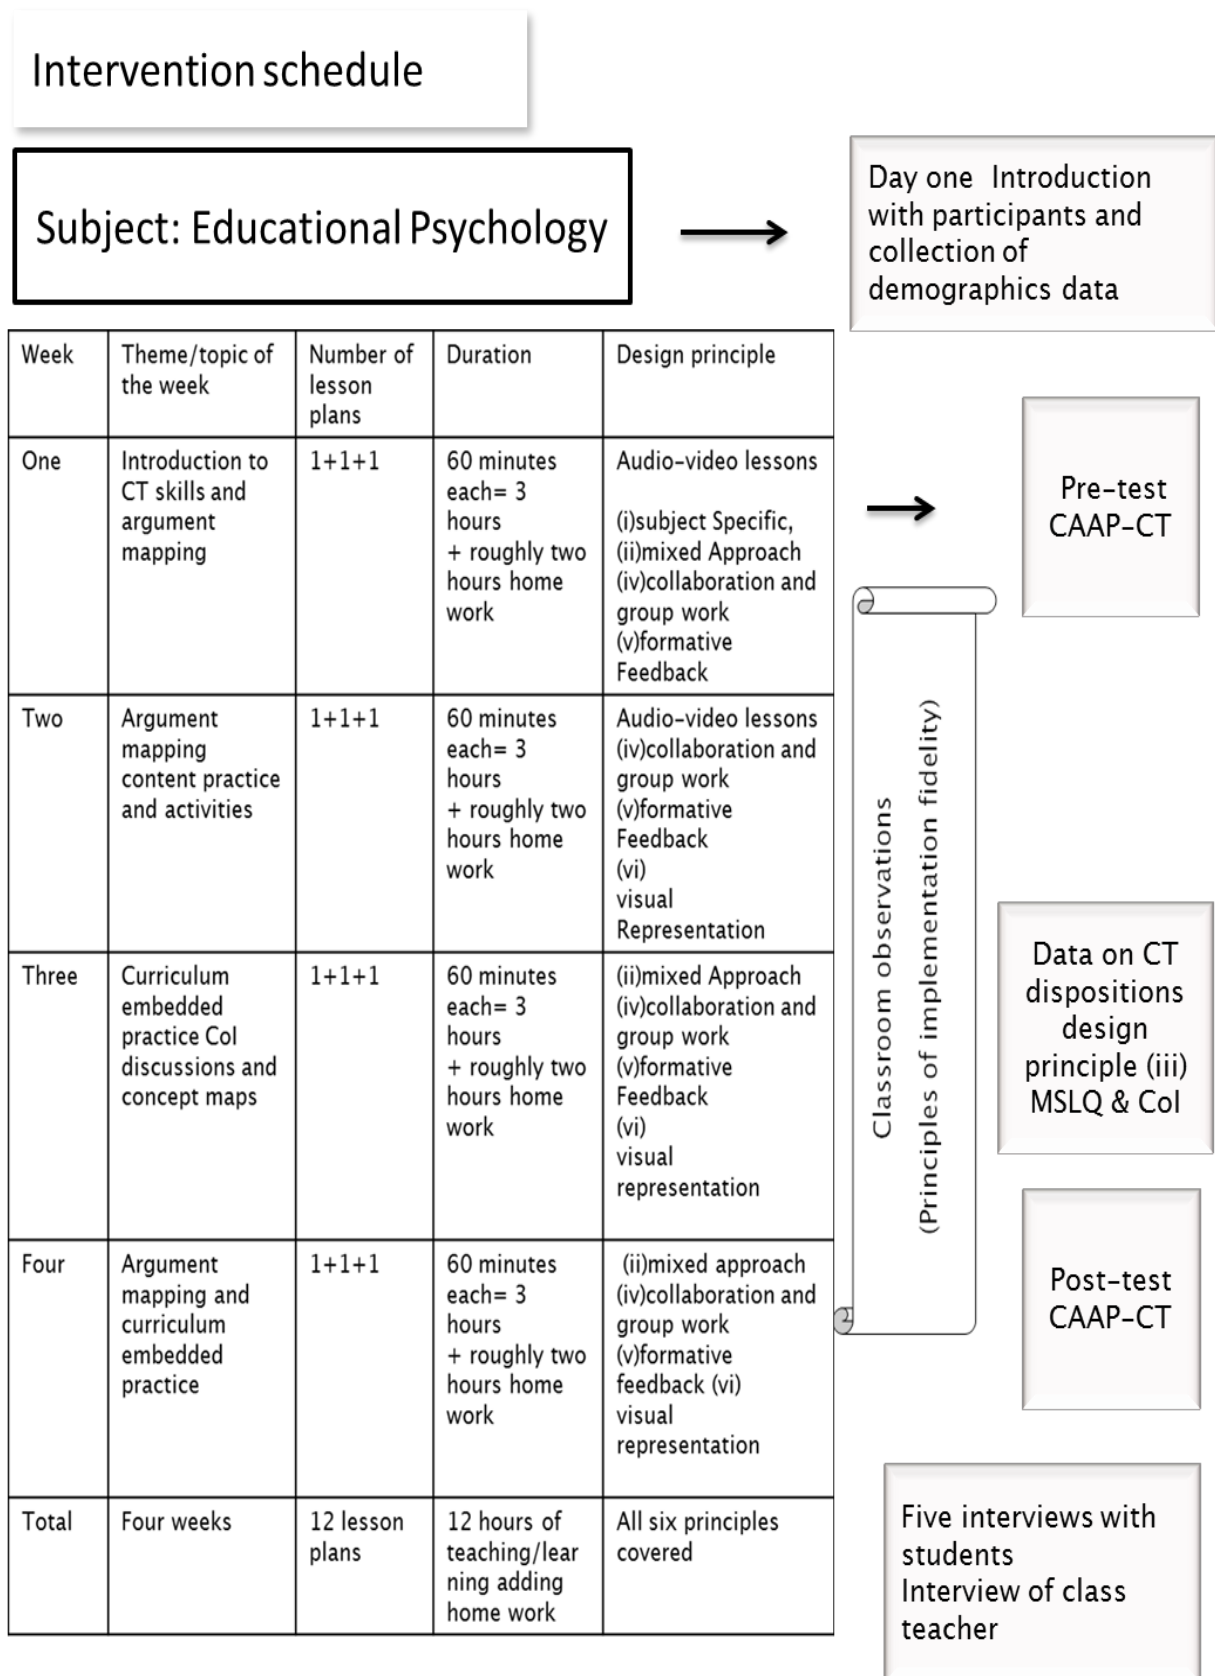 Intervention schedule
Subject: Educational Psychology
Day one  Introduction
with participants and
collection of
demographics data
Week
Theme/topic of
the week
Number of
lesson
plans
Duration
Design principle
One
Introduction to
CT skills and
argument
mapping
1+1+1
60 minutes
each= 3
hours
+ roughly two
hours home
work
Audio-video lessons
(i)subject Specific,
(ii)mixed Approach
(iv)collaboration and
group work
(v)formative
Feedback
Two
Argument
mapping
content practice
and activities
1+1+1
60 minutes
each= 3
hours
+ roughly two
hours home
work
Audio-video lessons
(iv)collaboration and
group work
(v)formative
Feedback
(vi)
visual
Representation
Three
Curriculum
embedded
practice CoI
discussions and
concept maps
1+1+1
60 minutes
each= 3
hours
+ roughly two
hours home
work
(ii)mixed Approach
(iv)collaboration and
group work
(v)formative
Feedback
(vi)
visual
representation
Four
Argument
mapping and
curriculum
embedded
practice
1+1+1
60 minutes
each= 3
hours
+ roughly two
hours home
work
(ii)mixed approach
(iv)collaboration and
group work
(v)formative
feedback (vi)
visual
representation
Total
Four weeks
12 lesson
plans
12 hours of
teaching/lear
ning adding
home work
All six principles
covered
Pre-test
CAAP-CT
Classroom observations
(Principles of implementation fidelity)
Data on CT
dispositions
design
principle (iii)
MSLQ & CoI
Post-test
CAAP-CT
Five interviews with
students
Interview of class
teacher